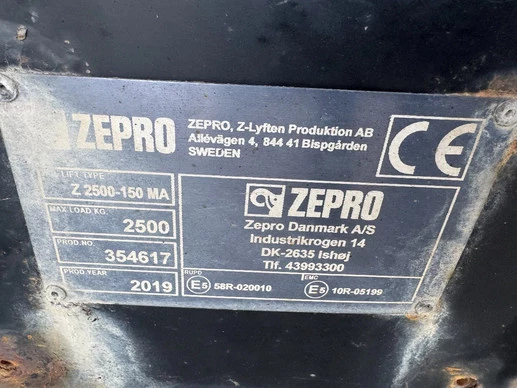 ZEPRO
ZEPRO, Z-Lyften Produktion AB
Allévägen 4, 844 41 Bispgården
SWEDEN
CE
LIFT TYPE
Z 2500-150 MA
MAX LOAD KG
2500
PROD.NO.
354617
PROD.YEAR
2019
ZEPRO
Zepro Danmark A/S
Industrikrogen 14
DK-2635 Ishøj
Tlf. 43993300
RUPD
E5 58R-020010
EMC
E5 10R-05199